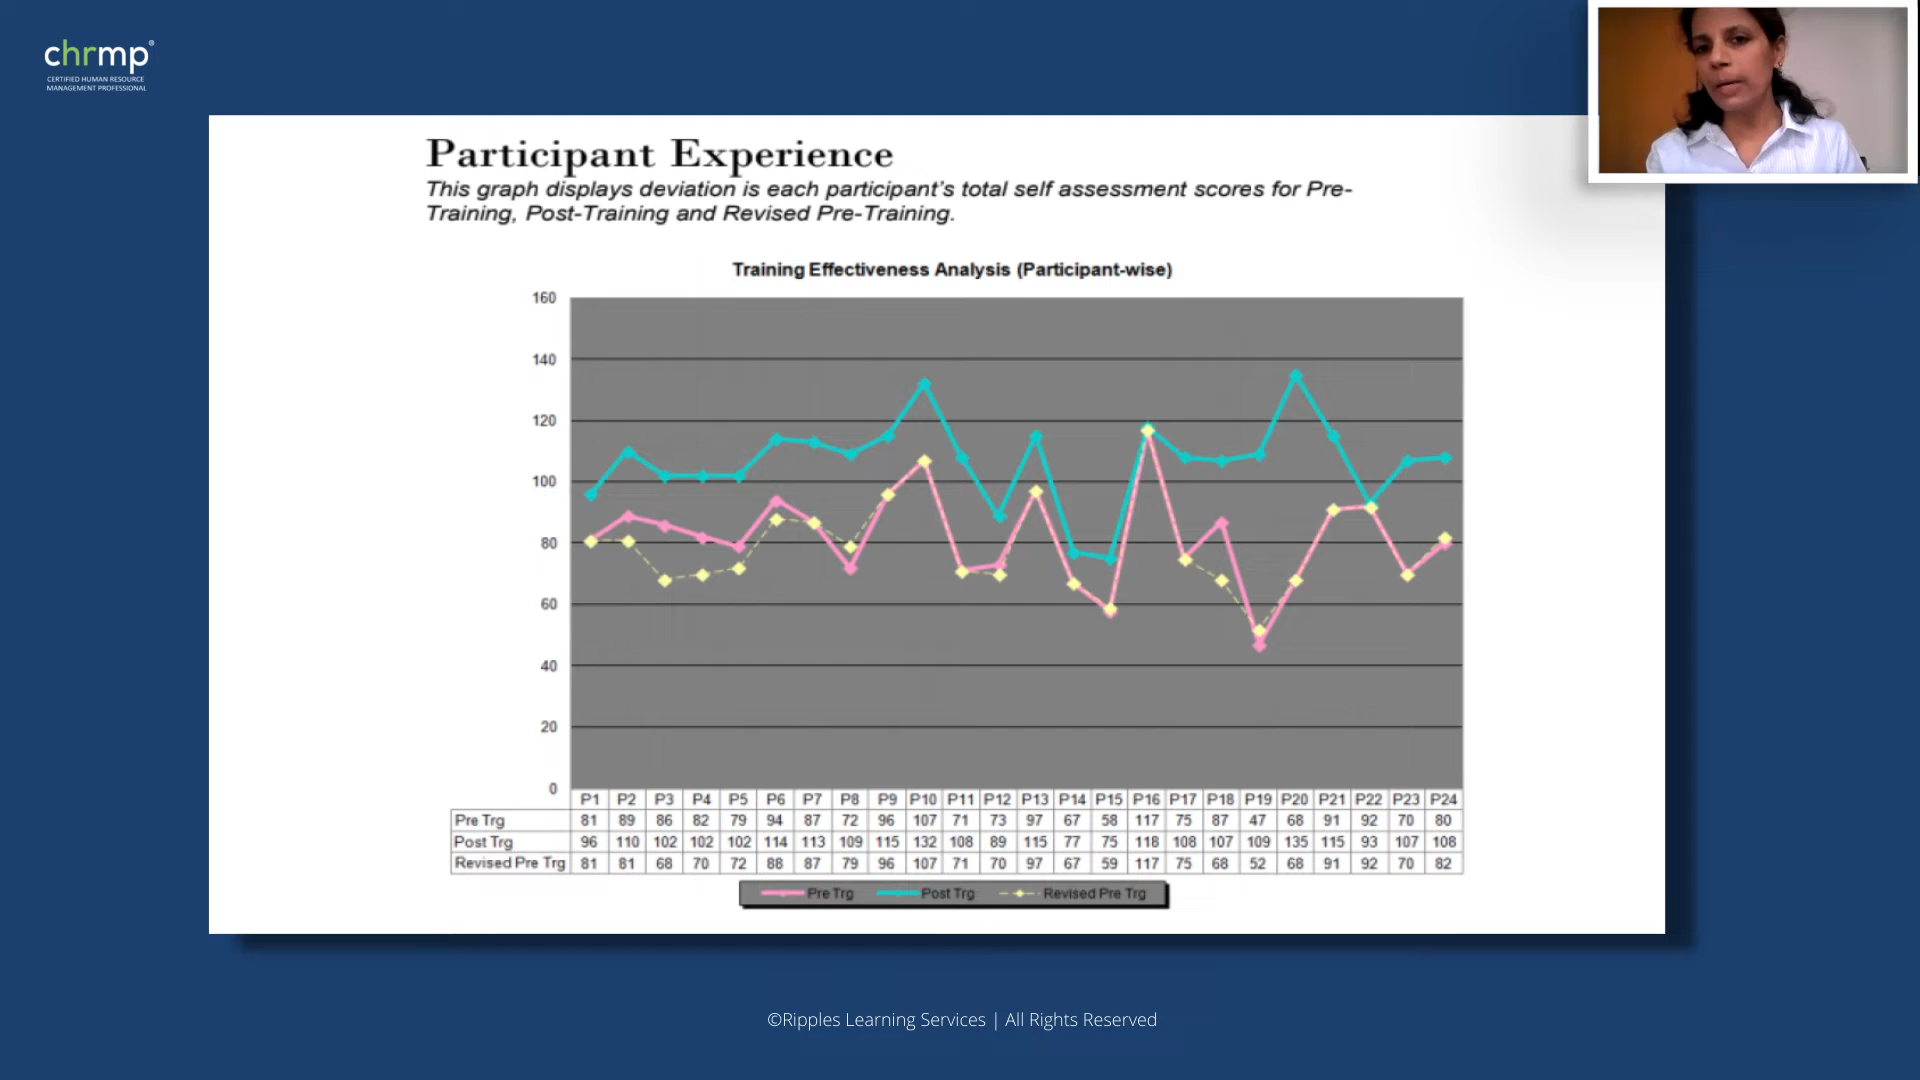 chrmp®
CERTIFIED HUMAN RESOURCE
MANAGEMENT PROFESSIONAL
Participant Experience
This graph displays deviation is each participant's total self assessment scores for Pre-
Training, Post-Training and Revised Pre-Training.
Training Effectiveness Analysis (Participant-wise)
160
140
120
100
80
60
40
20
0
P1 P2 P3 P4 P5 P6 P7 P8 P9 P10 P11 P12 P13 P14 P15 P16 P17 P18 P19 P20 P21 P22 P23 P24
Pre Trg 81 89 86 82 79 94 87 72 96 107 71 73 97 67 58 117 75 87 47 68 91 92 70 80
Post Trg 96 110 102 102 102 114 113 109 115 132 108 89 115 77 75 118 108 107 109 135 115 93 107 108
Revised Pre Trg 81 81 68 70 72 88 87 79 96 107 71 70 97 67 59 117 75 68 52 68 91 92 70 82
Pre Trg Post Trg Revised Pre Trg
©Ripples Learning Services | All Rights Reserved